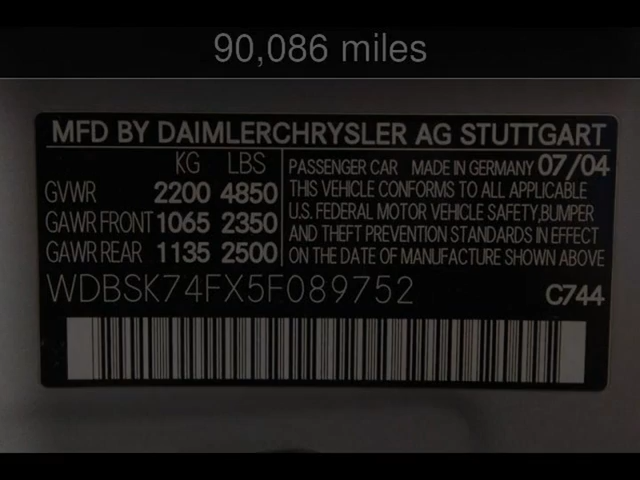 90,086 miles
MFD BY DAIMLERCHRYSLER AG STUTTGART
KG LBS
GVWR 2200 4850
GAWR FRONT 1065 2350
GAWR REAR 1135 2500
PASSENGER CAR MADE IN GERMANY 07/04
THIS VEHICLE CONFORMS TO ALL APPLICABLE
U.S. FEDERAL MOTOR VEHICLE SAFETY,BUMPER
AND THEFT PREVENTION STANDARDS IN EFFECT
ON THE DATE OF MANUFACTURE SHOWN ABOVE
WDBSK74FX5F089752 C744